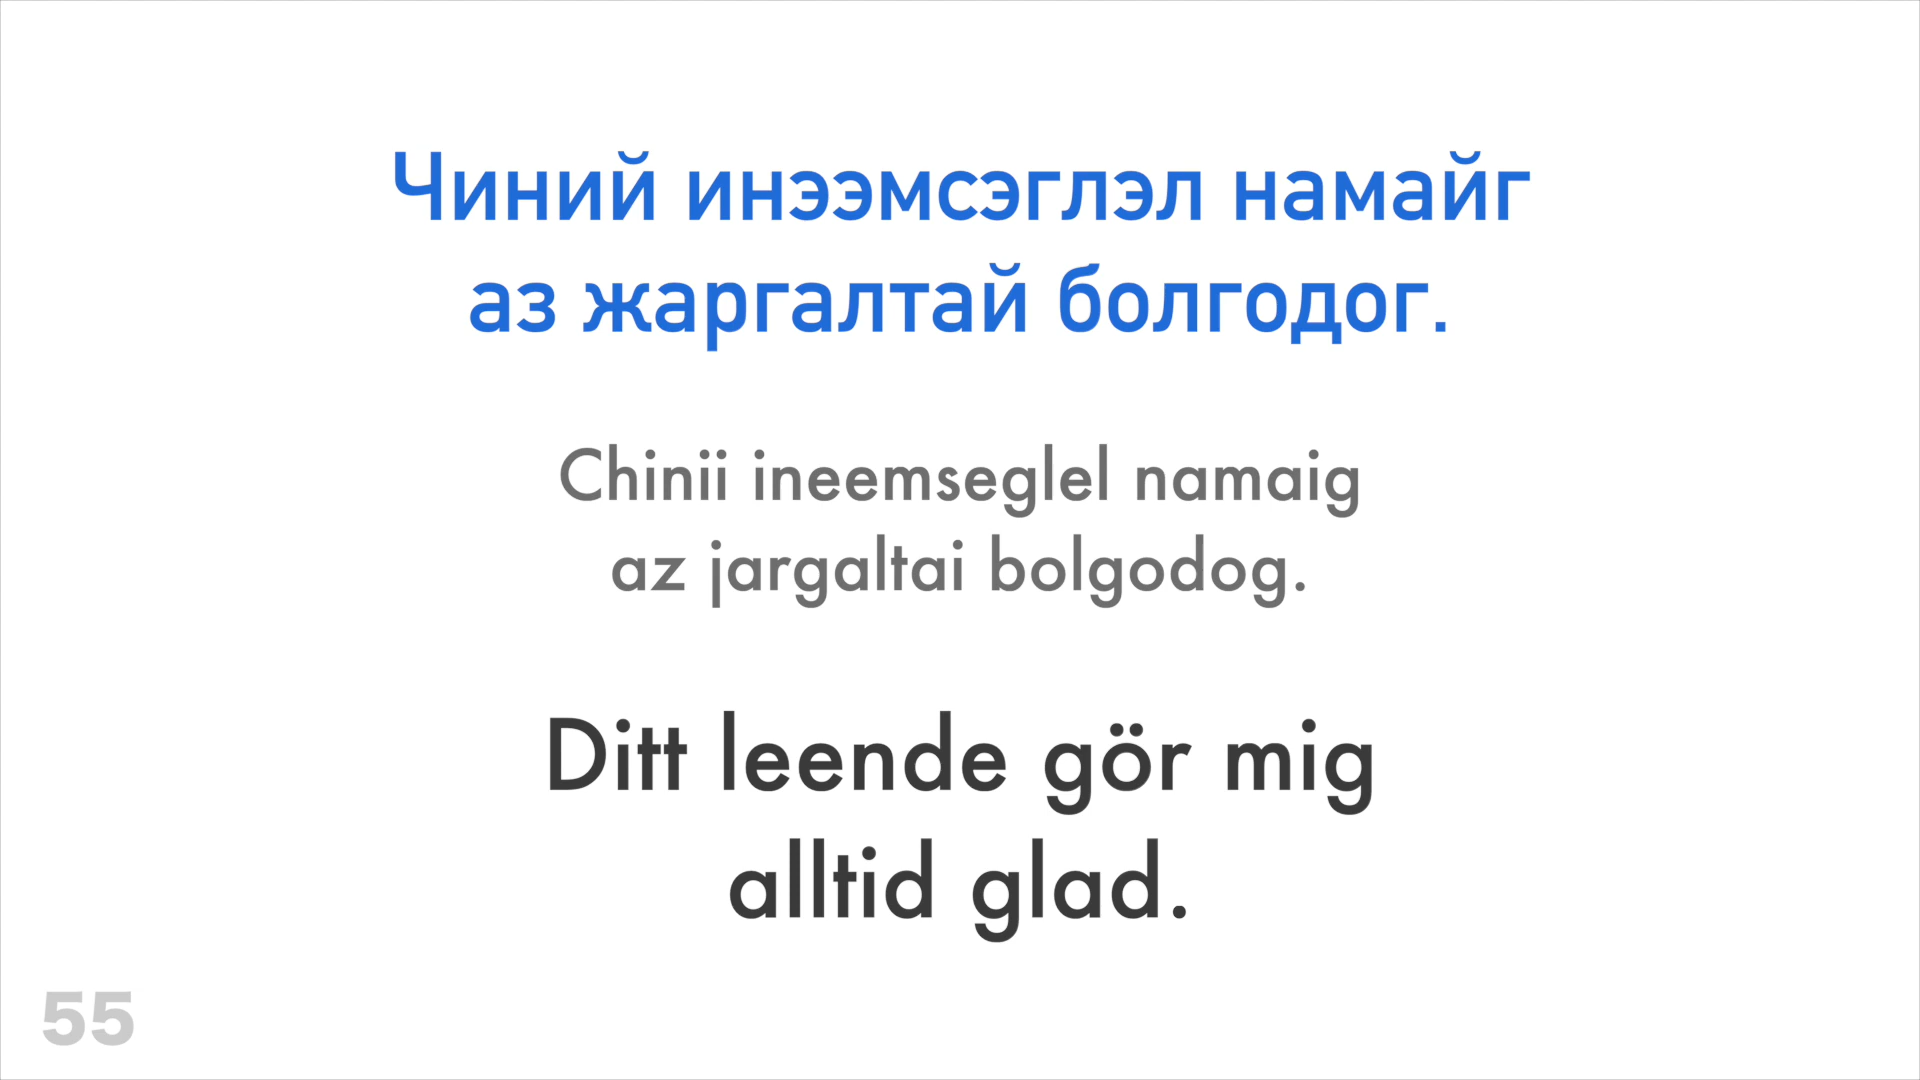 Чиний инээмсэглэл намайг
аз жаргалтай болгодог.
Chinii ineemseglel namaig
az jargaltai bolgodog.
Ditt leende gör mig
alltid glad.
55